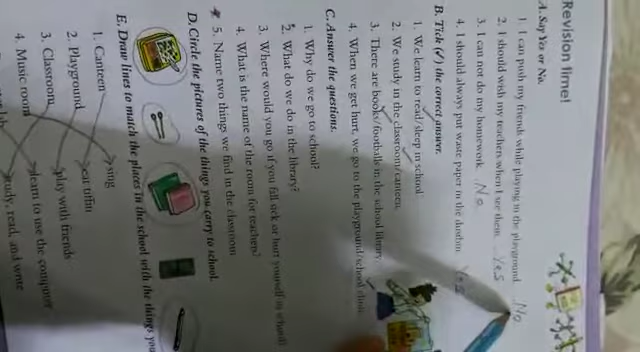 Revision time!
A. Say Yes or No.
1. I can push my friends while playing in the playground. No
2. I should wish my teachers when I see them. Yes
3. I can not do my homework. No
4. I should always put waste paper in the dustbin. Yes
B. Tick (✓) the correct answer.
1. We learn to read/sleep in school.
2. We study in the classroom/canteen.
3. There are books/footballs in the school library.
4. When we get hurt, we go to the playground/school clinic.
C. Answer the questions.
1. Why do we go to school?
2. What do we do in the library?
3. Where would you go if you fall sick or hurt yourself in school?
4. What is the name of the room for teachers?
5. Name two things we find in the classroom.
D. Circle the pictures of the things you carry to school.
E. Draw lines to match the places in the school with the things you
1. Canteen sing
2. Playground eat tiffin
3. Classroom play with friends
4. Music room learn to use the computer
study, read, and write